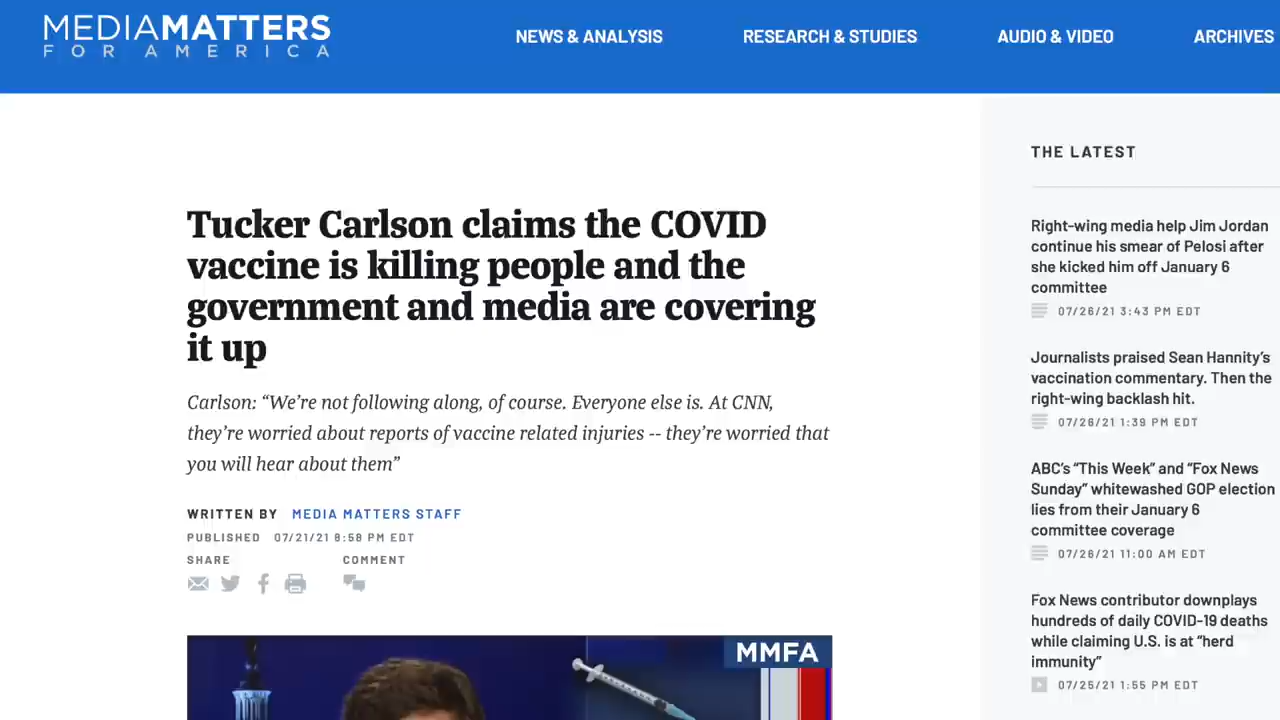 MEDIAMATTERS
FOR AMERICA
NEWS & ANALYSIS
RESEARCH & STUDIES
AUDIO & VIDEO
ARCHIVES
Tucker Carlson claims the COVID
vaccine is killing people and the
government and media are covering
it up
Carlson: “We’re not following along, of course. Everyone else is. At CNN,
they’re worried about reports of vaccine related injuries -- they’re worried that
you will hear about them”
WRITTEN BY MEDIA MATTERS STAFF
PUBLISHED 07/21/21 8:58 PM EDT
SHARE
COMMENT
MMFA
THE LATEST
Right-wing media help Jim Jordan
continue his smear of Pelosi after
she kicked him off January 6
committee
07/26/21 3:43 PM EDT
Journalists praised Sean Hannity’s
vaccination commentary. Then the
right-wing backlash hit.
07/26/21 1:39 PM EDT
ABC’s “This Week” and “Fox News
Sunday” whitewashed GOP election
lies from their January 6
committee coverage
07/26/21 11:00 AM EDT
Fox News contributor downplays
hundreds of daily COVID-19 deaths
while claiming U.S. is at “herd
immunity”
07/25/21 1:55 PM EDT